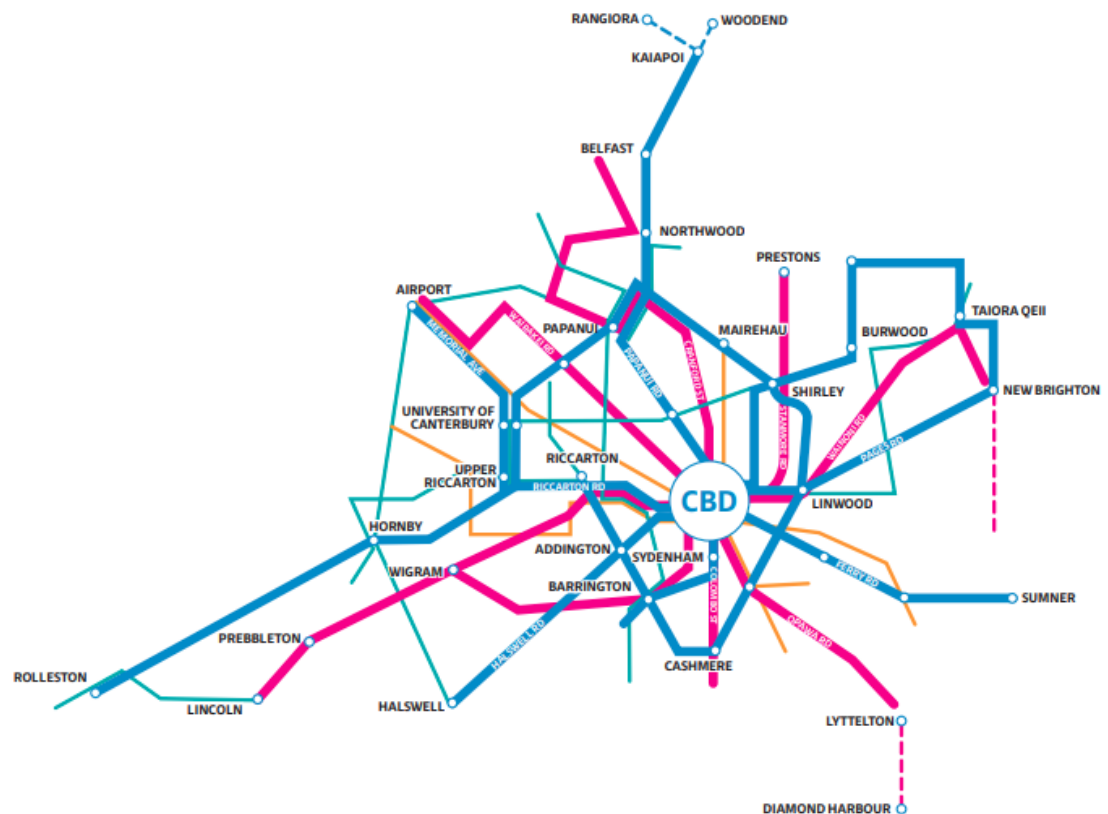 RANGIORA
WOODEND
KAIAPOI
BELFAST
NORTHWOOD
PRESTONS
AIRPORT
TAIORA QEII
MEMORIAL AVE
WAIRAKEI RD
PAPANUI
PAPANUI RD
CRANFORD ST
MAIREHAU
BURWOOD
SHIRLEY
NEW BRIGHTON
UNIVERSITY OF
CANTERBURY
STANMORE RD
WAINONI RD
PAGES RD
RICCARTON
UPPER
RICCARTON
RICCARTON RD
CBD
LINWOOD
HORNBY
ADDINGTON
SYDENHAM
WIGRAM
BARRINGTON
COLOMBO ST
FERRY RD
SUMNER
PREBBLETON
HALSWELL RD
OPAWA RD
CASHMERE
ROLLESTON
LINCOLN
HALSWELL
LYTTELTON
DIAMOND HARBOUR